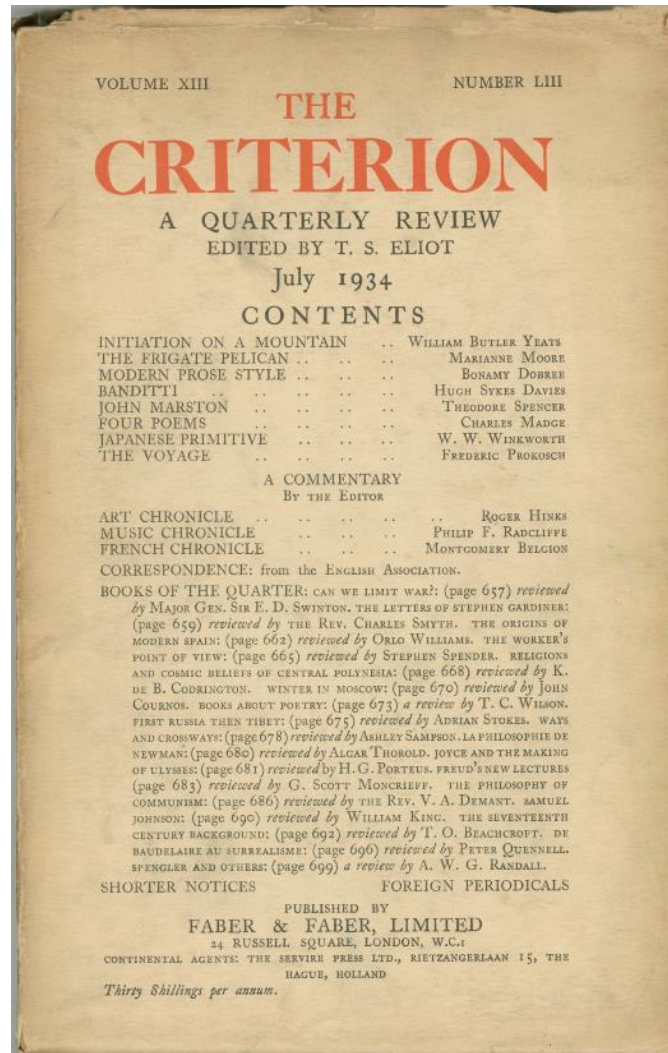 VOLUME XIII NUMBER LIII
THE
CRITERION
A QUARTERLY REVIEW
EDITED BY T. S. ELIOT
July 1934
CONTENTS
INITIATION ON A MOUNTAIN .. WILLIAM BUTLER YEATS
THE FRIGATE PELICAN .. .. .. MARIANNE MOORE
MODERN PROSE STYLE .. .. .. BONAMY DOBREE
BANDITTI .. .. .. .. .. HUGH SYKES DAVIES
JOHN MARSTON .. .. .. .. THEODORE SPENCER
FOUR POEMS .. .. .. .. CHARLES MADGE
JAPANESE PRIMITIVE .. .. .. W. W. WINKWORTH
THE VOYAGE .. .. .. .. FREDERIC PROKOSCH
A COMMENTARY
BY THE EDITOR
ART CHRONICLE .. .. .. .. .. ROGER HINKS
MUSIC CHRONICLE .. .. .. PHILIP F. RADCLIFFE
FRENCH CHRONICLE .. .. .. MONTGOMERY BELGION
CORRESPONDENCE: from the ENGLISH ASSOCIATION.
BOOKS OF THE QUARTER: CAN WE LIMIT WAR?: (page 657) reviewed
by MAJOR GEN. SIR E. D. SWINTON. THE LETTERS OF STEPHEN GARDINER:
(page 659) reviewed by THE REV. CHARLES SMYTH. THE ORIGINS OF
MODERN SPAIN: (page 662) reviewed by ORLO WILLIAMS. THE WORKER'S
POINT OF VIEW: (page 665) reviewed by STEPHEN SPENDER. RELIGIONS
AND COSMIC BELIEFS OF CENTRAL POLYNESIA: (page 668) reviewed by K.
DE B. CODRINGTON. WINTER IN MOSCOW: (page 670) reviewed by JOHN
COURNOS. BOOKS ABOUT POETRY: (page 673) a review by T. C. WILSON.
FIRST RUSSIA THEN TIBET: (page 675) reviewed by ADRIAN STOKES. WAYS
AND CROSSWAYS: (page 678) reviewed by ASHLEY SAMPSON. LA PHILOSOPHIE DE
NEWMAN: (page 680) reviewed by ALGAR THOROLD. JOYCE AND THE MAKING
OF ULYSSES: (page 681) reviewed by H. G. PORTEUS. FREUD'S NEW LECTURES
(page 683) reviewed by G. SCOTT MONCRIEFF. THE PHILOSOPHY OF
COMMUNISM: (page 686) reviewed by THE REV. V. A. DEMANT. SAMUEL
JOHNSON: (page 690) reviewed by WILLIAM KING. THE SEVENTEENTH
CENTURY BACKGROUND: (page 692) reviewed by T. O. BEACHCROFT. DE
BAUDELAIRE AU SURREALISME: (page 696) reviewed by PETER QUENNELL.
SPENGLER AND OTHERS: (page 699) a review by A. W. G. RANDALL.
SHORTER NOTICES FOREIGN PERIODICALS
PUBLISHED BY
FABER & FABER, LIMITED
24 RUSSELL SQUARE, LONDON, W.C.1
CONTINENTAL AGENTS: THE SERVIRE PRESS LTD., RIETZANGERLAAN 15, THE
HAGUE, HOLLAND
Thirty Shillings per annum.